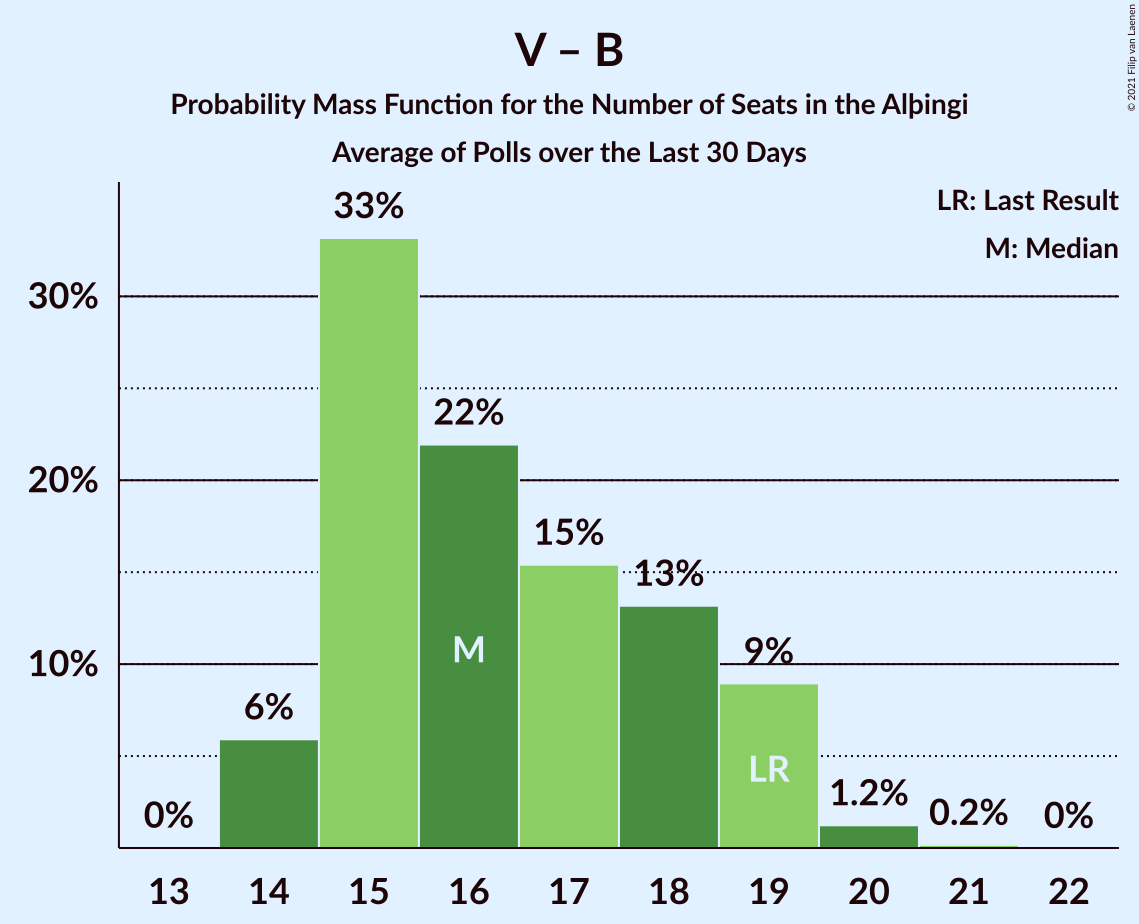 V – B
Probability Mass Function for the Number of Seats in the Alþingi
Average of Polls over the Last 30 Days
© 2021 Filip van Laenen
LR: Last Result
M: Median
33%
30%
22%
20%
15%
13%
10%
9%
6%
M
LR
1.2%
0.2%
0%
0%
13 14 15 16 17 18 19 20 21 22